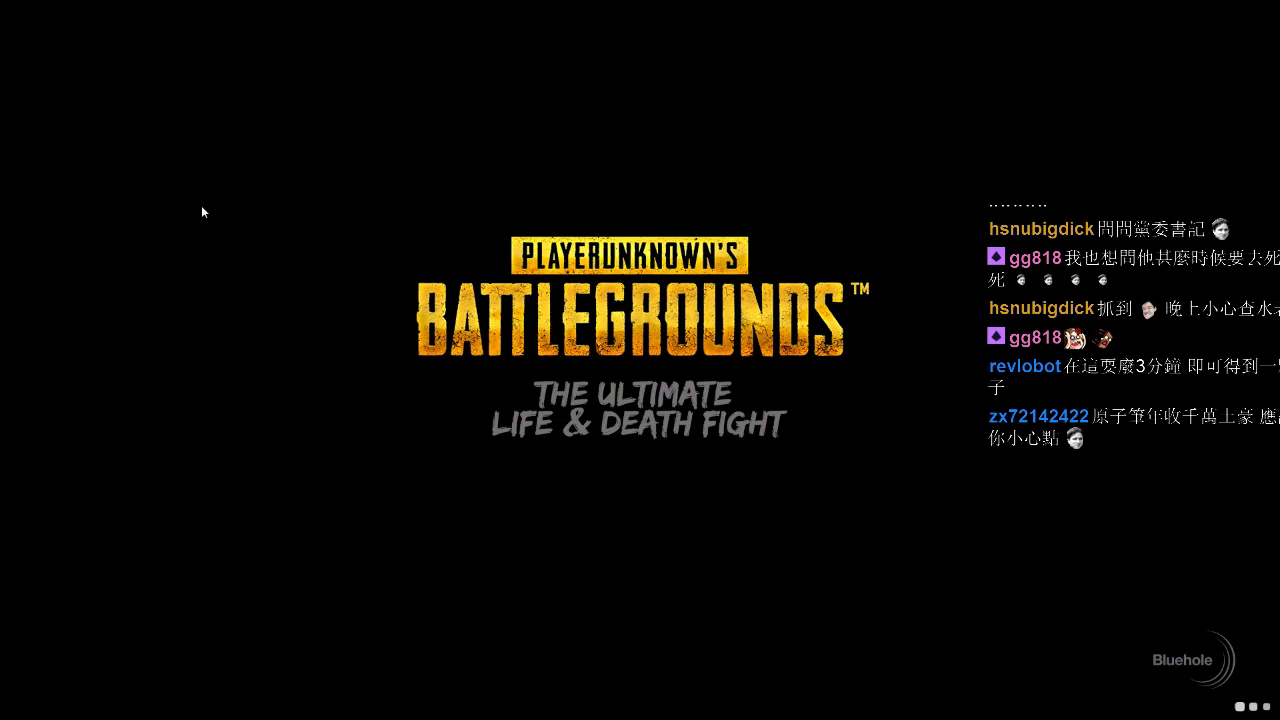 PLAYERUNKNOWN'S
BATTLEGROUNDS™
THE ULTIMATE
LIFE & DEATH FIGHT
.........
hsnubigdick 問問黨委書記
gg818 我也想問他甚麼時候要去死
死
hsnubigdick 抓到 晚上小心查水
gg818
revlobot 在這耍廢3分鐘 即可得到一
子
zx72142422 原子筆年收千萬土豪 應
你小心點
Bluehole